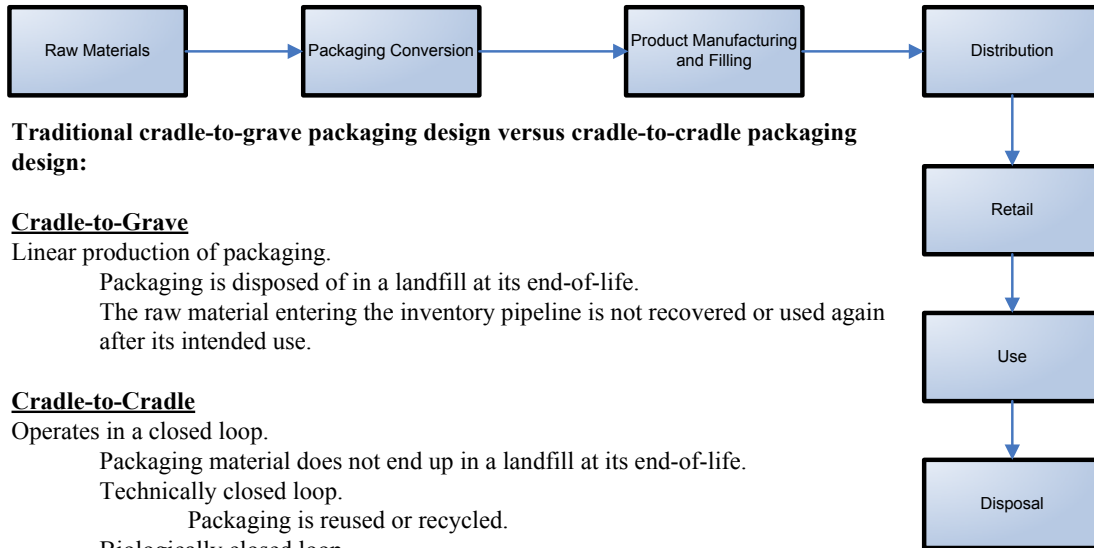 Raw Materials
Packaging Conversion
Product Manufacturing
and Filling
Distribution
Traditional cradle-to-grave packaging design versus cradle-to-cradle packaging
design:
Retail
Cradle-to-Grave
Linear production of packaging.
Packaging is disposed of in a landfill at its end-of-life.
The raw material entering the inventory pipeline is not recovered or used again
after its intended use.
Use
Cradle-to-Cradle
Operates in a closed loop.
Packaging material does not end up in a landfill at its end-of-life.
Technically closed loop.
Disposal
Packaging is reused or recycled.
Biologically closed loop